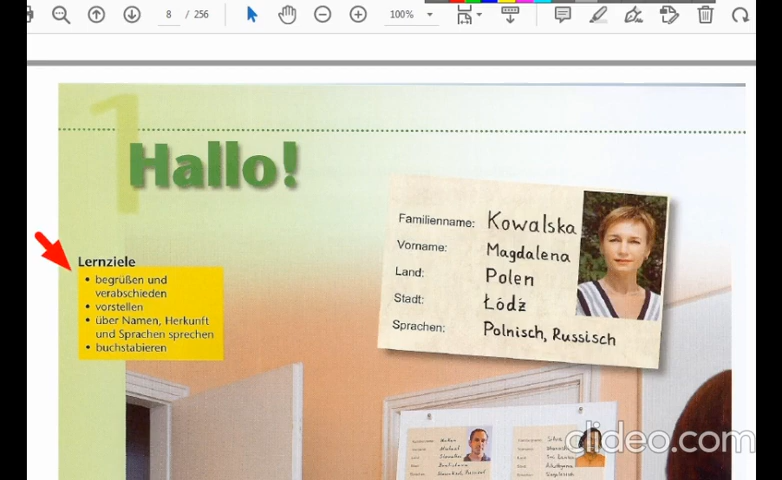 8 / 256
100%
1
Hallo!
Familienname: Kowalska
Vorname: Magdalena
Land: Polen
Stadt: Łódź
Sprachen: Polnisch, Russisch
Lernziele
• begrüßen und
verabschieden
• vorstellen
• über Namen, Herkunft
und Sprachen sprechen
• buchstabieren
clideo.com